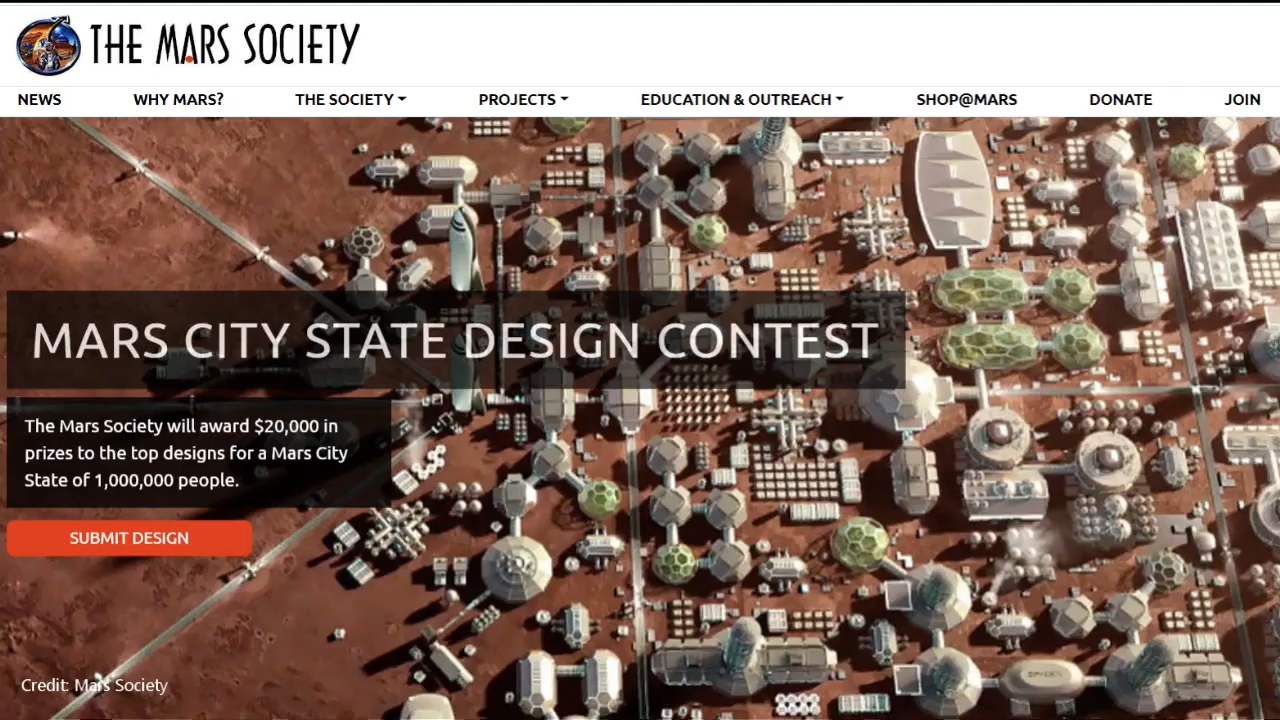 THE MARS SOCIETY
NEWS WHY MARS? THE SOCIETY PROJECTS EDUCATION & OUTREACH SHOP@MARS DONATE JOIN
MARS CITY STATE DESIGN CONTEST
The Mars Society will award $20,000 in
prizes to the top designs for a Mars City
State of 1,000,000 people.
SUBMIT DESIGN
Credit: Mars Society